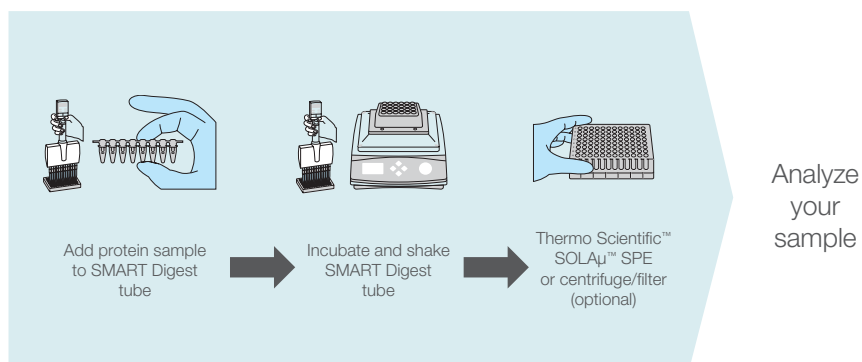 Add protein sample
to SMART Digest
tube
Incubate and shake
SMART Digest
tube
Thermo Scientific™
SOLAµ™ SPE
or centrifuge/filter
(optional)
Analyze
your
sample